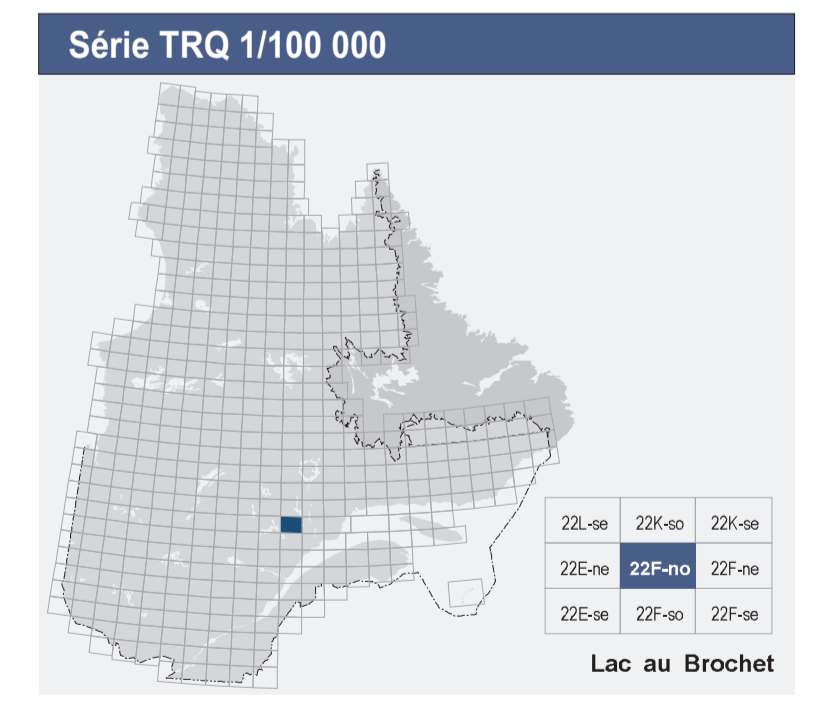 Série TRQ 1/100 000
22L-se 22K-so 22K-se
22E-ne 22F-no 22F-ne
22E-se 22F-so 22F-se
Lac au Brochet